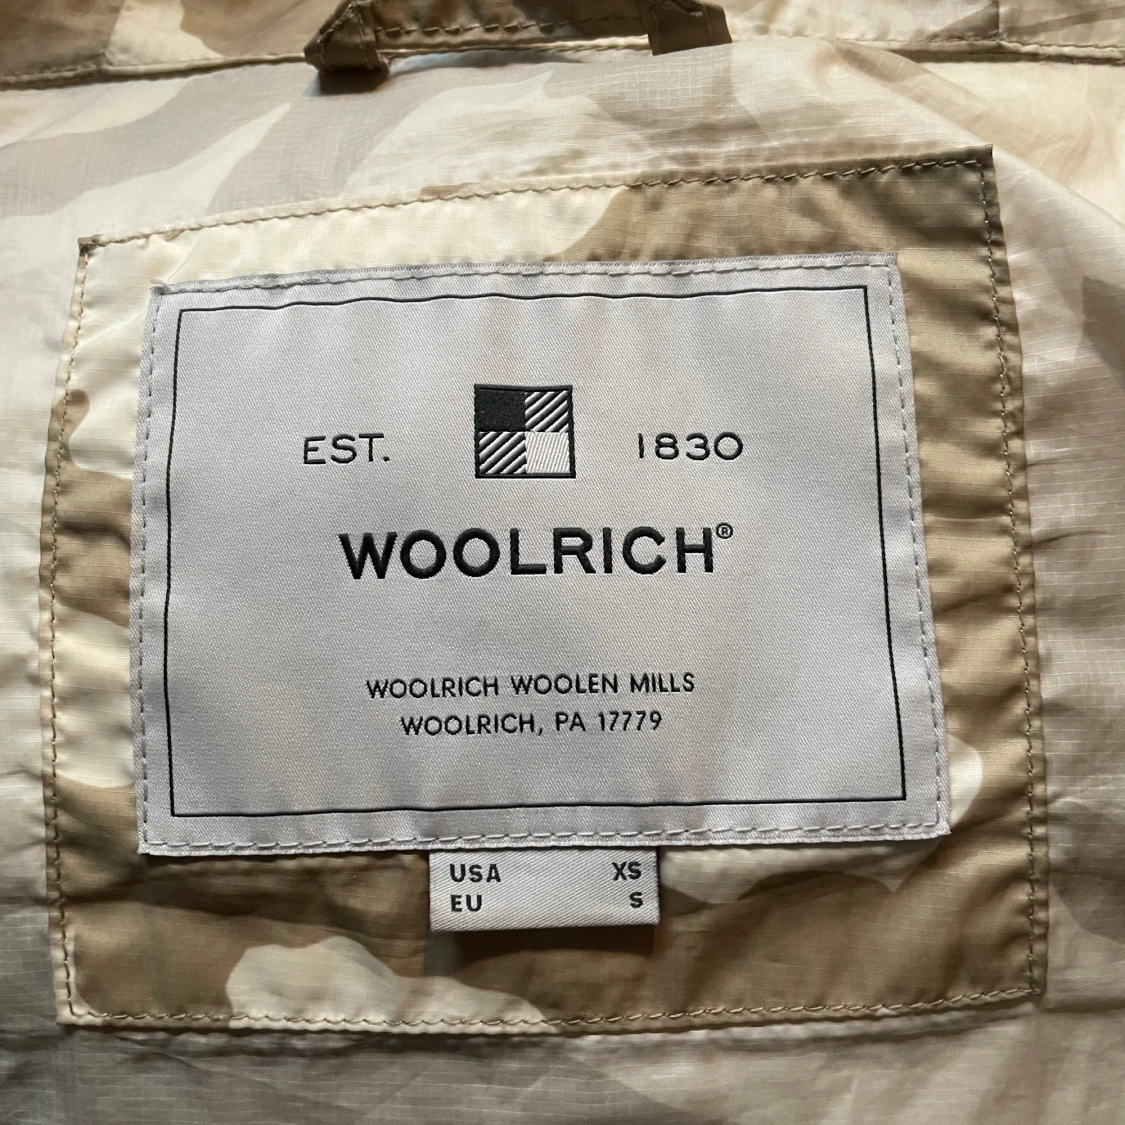 EST. 1830
WOOLRICH®
WOOLRICH WOOLEN MILLS
WOOLRICH, PA 17779
USA XS
EU S